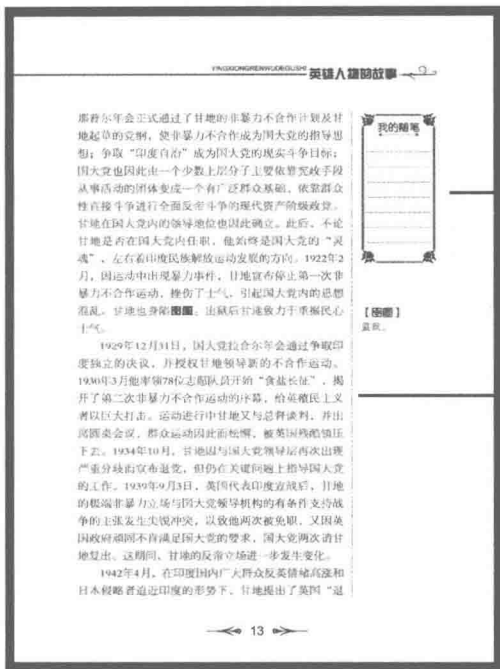 YINGXIONGRENWUDEGUSHI
英雄人物的故事
那普尔年会正式通过了甘地的非暴力不合作计划及甘
地起草的党纲，使非暴力不合作成为国大党的指导思
想；争取“印度自治”成为国大党的现实斗争目标；
国大党也因此由一个少数上层分子主要依靠宪政手段
从事活动的团体变成一个有广泛群众基础、依靠群众
性直接斗争进行全面反帝斗争的现代资产阶级政党。
甘地在国大党内的领导地位也因此确立。此后，不论
甘地是否在国大党内任职，他始终是国大党的“灵
魂”，左右着印度民族解放运动发展的方向。1922年2
月，因运动中出现暴力事件，甘地宣布停止第一次非
暴力不合作运动，挫伤了士气，引起国大党内的思想
混乱。甘地也身陷囹圄。出狱后甘地致力于重振民心
士气。
1929年12月31日，国大党拉合尔年会通过争取印
度独立的决议，并授权甘地领导新的不合作运动。
1930年3月他率领78位志愿队员开始“食盐长征”，揭
开了第二次非暴力不合作运动的序幕，给英殖民主义
者以巨大打击。运动进行中甘地又与总督谈判，并出
席圆桌会议，群众运动因此而松懈，被英国残酷镇压
下去。1934年10月，甘地因与国大党领导层再次出现
严重分歧而宣布退党，但仍在关键问题上指导国大党
的工作。1939年9月3日，英国代表印度宣战后，甘地
的极端非暴力立场与国大党领导机构的有条件支持战
争的主张发生尖锐冲突，以致他两次被免职，又因英
国政府顽固不肯满足国大党的要求，国大党两次请甘
地复出。这期间，甘地的反帝立场进一步发生变化。
1942年4月，在印度国内广大群众反英情绪高涨和
日本侵略者迫近印度的形势下，甘地提出了英国“退
我的随笔
【囹圄】
监狱。
13